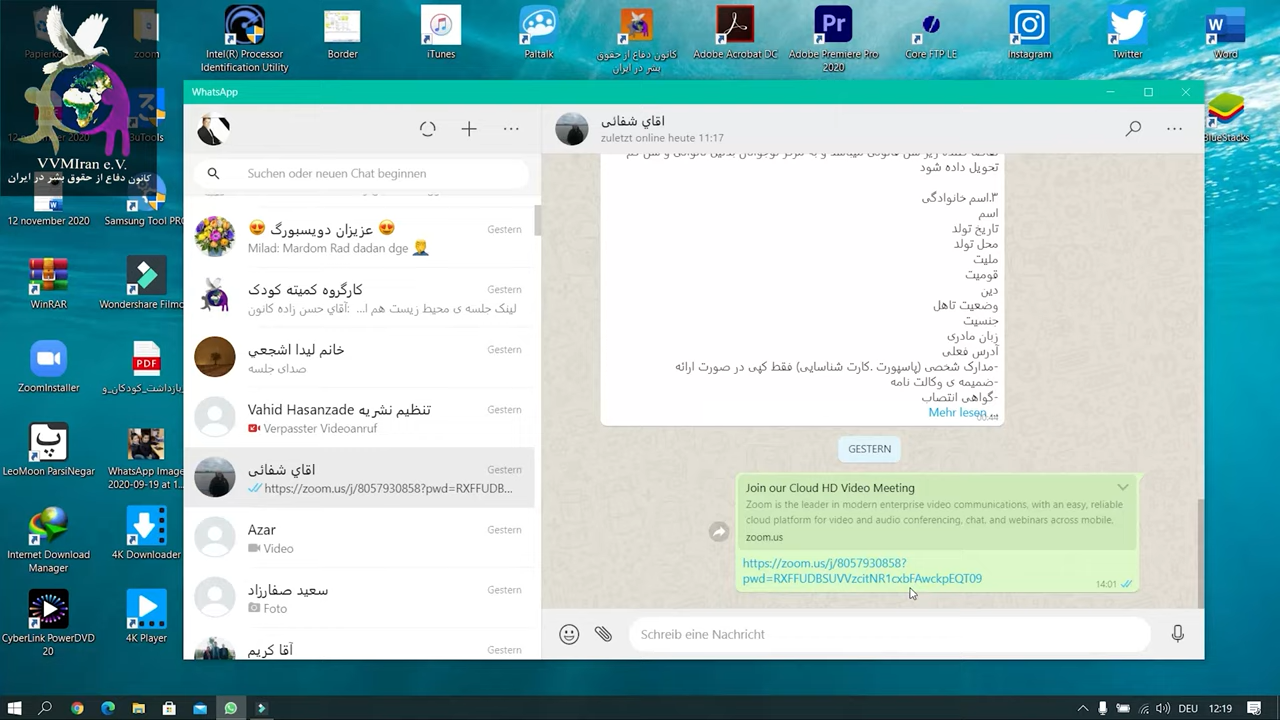 Papierko
zoom
Intel(R) Processor
Identification Utility
Border
iTunes
Paltalk
کانون دفاع از حقوق
بشر در ایران
Adobe Acrobat DC
Adobe Premiere Pro
2020
Core FTP LE
Instagram
Twitter
Word
VVMIran e.V.
کانون دفاع از حقوق بشر در ایران
12 november 2020
3uTools
BlueStacks
12 november 2020
Samsung Tool PRO
WinRAR
Wondershare Filmo
ZoomInstaller
بازداشت_کودکان_و
LeoMoon ParsiNegar
WhatsApp Image
2020-09-19 at 1...
Internet Download
Manager
4K Downloader
CyberLink PowerDVD
20
4K Player
WhatsApp
Suchen oder neuen Chat beginnen
😍 عزیزان دویسبورگ 😍
Gestern
Milad: Mardom Rad dadan dge 🤦
کارگروه کمیته کودک
Gestern
آقاي حسن زاده کانون: لینک جلسه ی محیط زیست هم ا...
خانم لیدا اشجعي
Gestern
صدای جلسه
Vahid Hasanzade تنظیم نشریه
Gestern
Verpasster Videoanruf
اقاي شفائی
Gestern
https://zoom.us/j/8057930858?pwd=RXFFUDB...
Azar
Gestern
Video
سعید صفارزاد
Gestern
Foto
آقا کریم
Gestern
اقاي شفائی
zuletzt online heute 11:17
تحویل داده شود
۳.اسم خانوادگی
اسم
تاریخ تولد
محل تولد
ملیت
قومیت
دین
وضعیت تاهل
جنسیت
زبان مادری
آدرس فعلی
-مدارک شخصی (پاسپورت .کارت شناسایی) فقط کپی در صورت ارائه
-ضمیمه ی وکالت نامه
-گواهی انتصاب
Mehr lesen ...
GESTERN
Join our Cloud HD Video Meeting
Zoom is the leader in modern enterprise video communications, with an easy, reliable
cloud platform for video and audio conferencing, chat, and webinars across mobile,
zoom.us
https://zoom.us/j/8057930858?
pwd=RXFFUDBSUVVzcitNR1cxbFAwckpEQT09
14:01
Schreib eine Nachricht
DEU
12:19